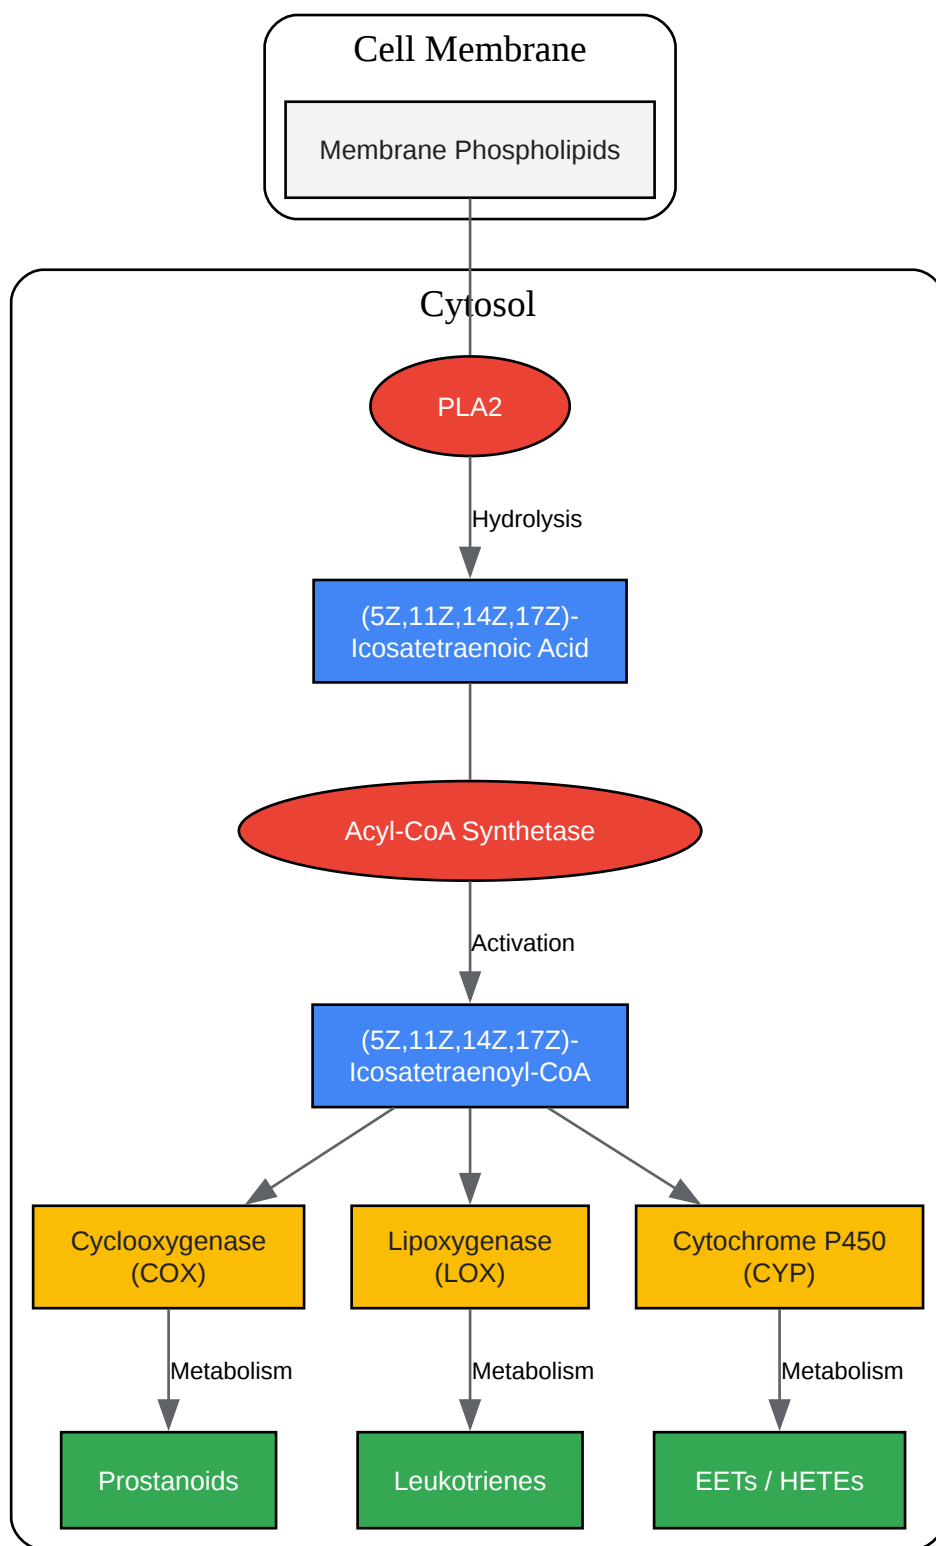 Cell Membrane
Membrane Phospholipids
Cytosol
PLA2
Hydrolysis
(5Z,11Z,14Z,17Z)-
Icosatetraenoic Acid
Acyl-CoA Synthetase
Activation
(5Z,11Z,14Z,17Z)-
Icosatetraenoyl-CoA
Cyclooxygenase
(COX)
Lipoxygenase
(LOX)
Cytochrome P450
(CYP)
Metabolism
Metabolism
Metabolism
Prostanoids
Leukotrienes
EETs / HETEs